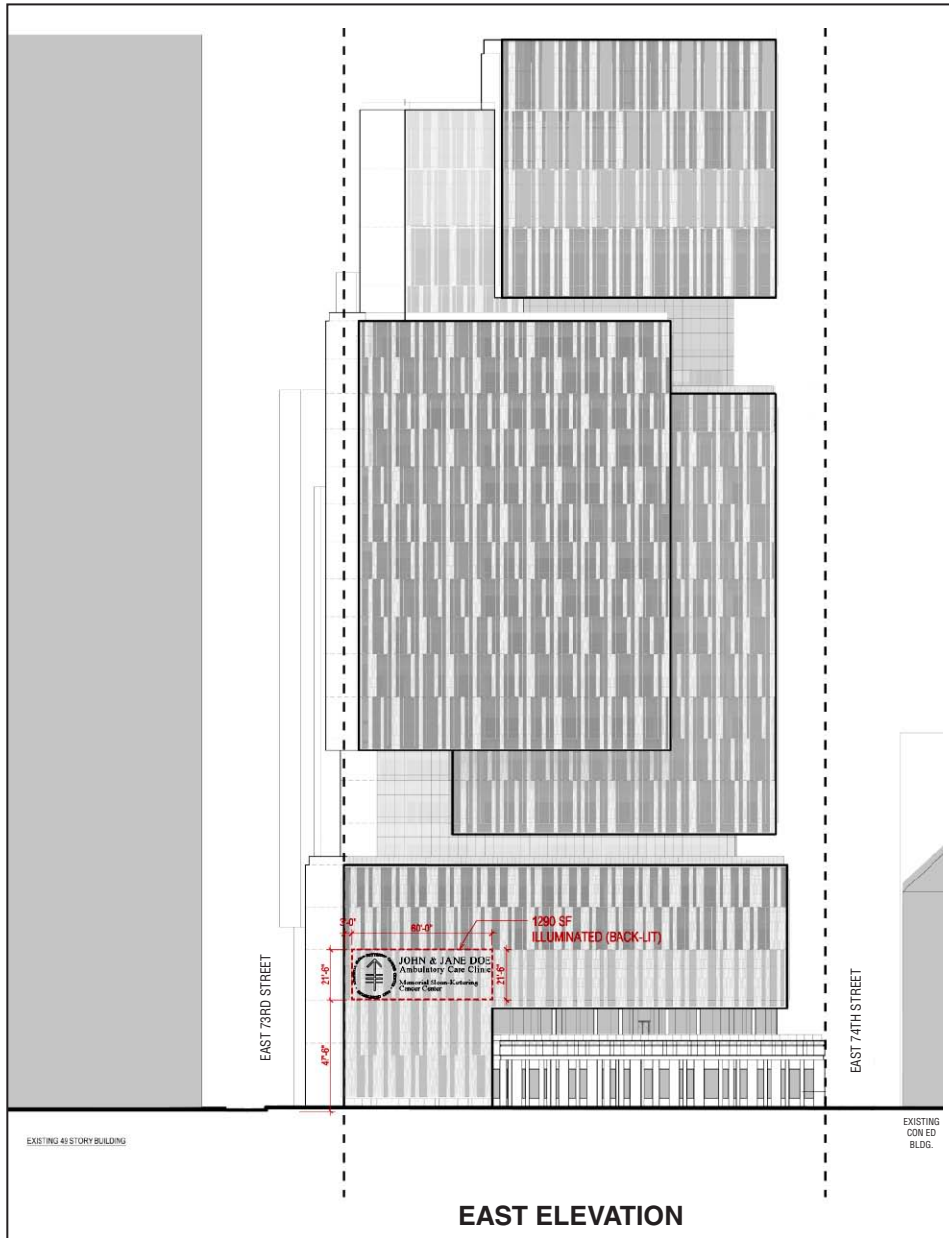 3'-0"
60'-0"
1290 SF
ILLUMINATED (BACK-LIT)
21'-6"
JOHN & JANE DOE
Ambulatory Care Clinic
Memorial Sloan-Kettering
Cancer Center
21'-6"
47'-6"
EAST 73RD STREET
EAST 74TH STREET
EXISTING 49 STORY BUILDING
EXISTING
CON ED
BLDG.
EAST ELEVATION